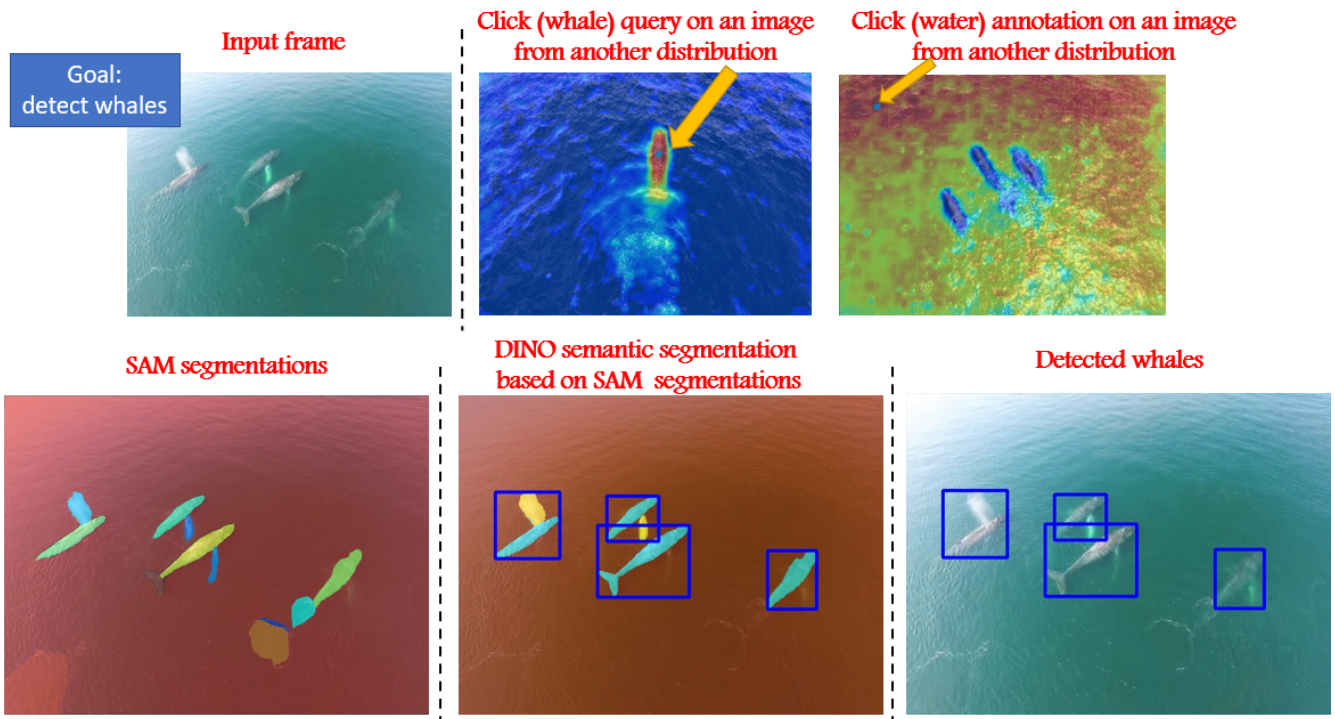 Input frame
Goal:
detect whales
Click (whale) query on an image
from another distribution
Click (water) annotation on an image
from another distribution
SAM segmentations
DINO semantic segmentation
based on SAM segmentations
Detected whales